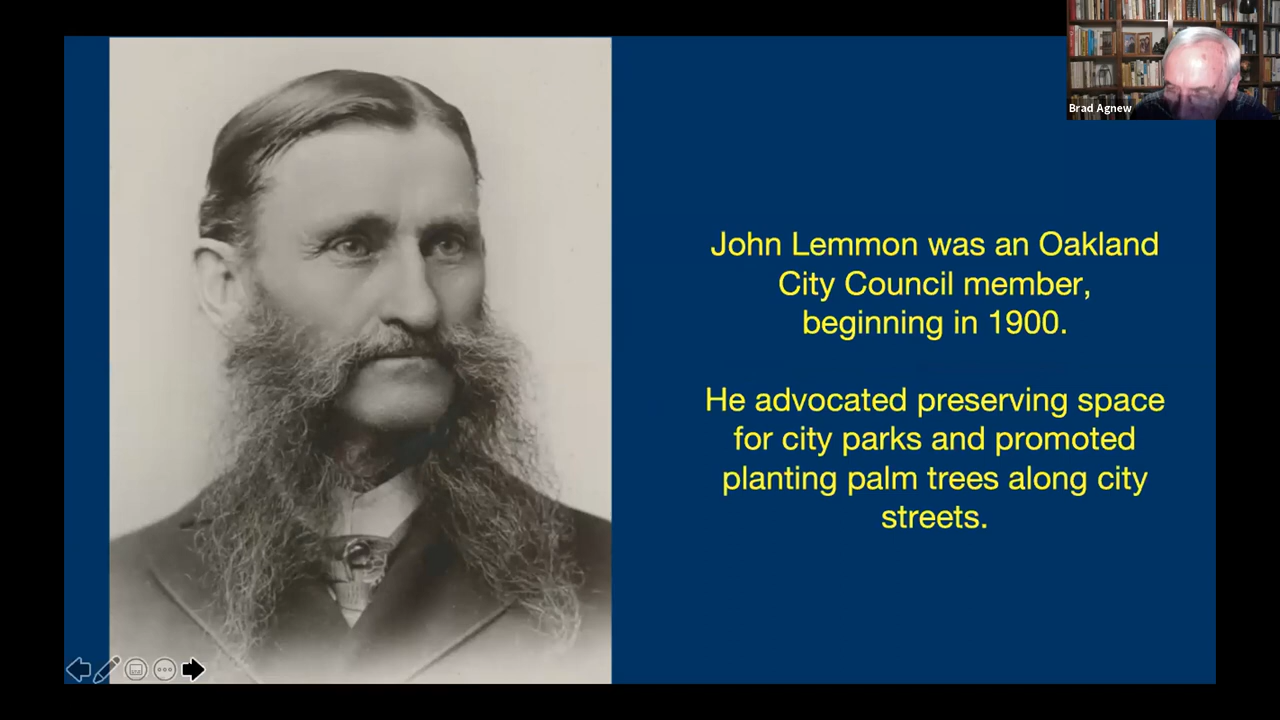 Brad Agnew
John Lemmon was an Oakland
City Council member,
beginning in 1900.
He advocated preserving space
for city parks and promoted
planting palm trees along city
streets.